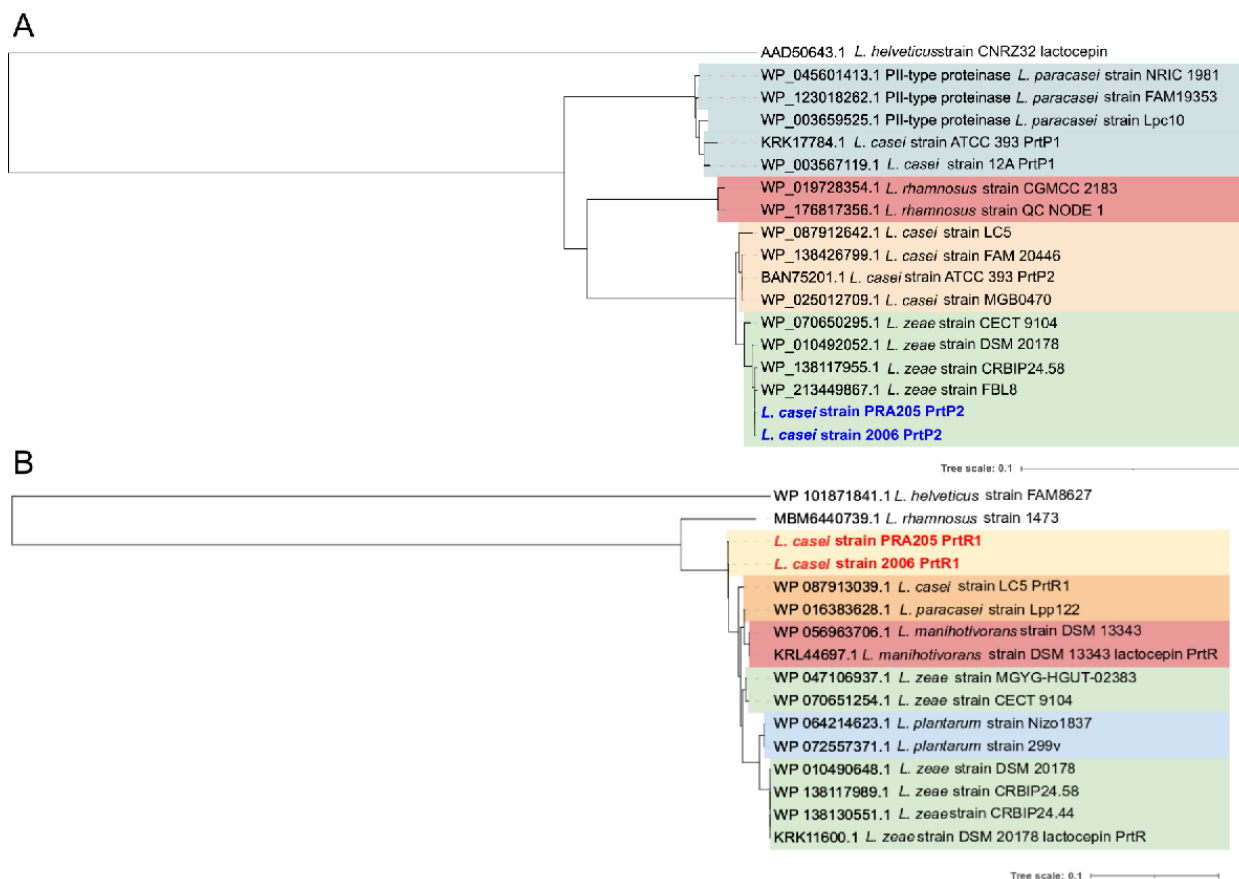 A
AAD50643.1 L. helveticusstrain CNRZ32 lactocepin
WP_045601413.1 PII-type proteinase L. paracasei strain NRIC 1981
WP_123018262.1 PII-type proteinase L. paracasei strain FAM19353
WP_003659525.1 PII-type proteinase L. paracasei strain Lpc10
KRK17784.1 L. casei strain ATCC 393 PrtP1
WP_003567119.1 L. casei strain 12A PrtP1
WP_019728354.1 L. rhamnosus strain CGMCC 2183
WP_176817356.1 L. rhamnosus strain QC NODE 1
WP_087912642.1 L. casei strain LC5
WP_138426799.1 L. casei strain FAM 20446
BAN75201.1 L. casei strain ATCC 393 PrtP2
WP_025012709.1 L. casei strain MGB0470
WP_070650295.1 L. zeae strain CECT 9104
WP_010492052.1 L. zeae strain DSM 20178
WP_138117955.1 L. zeae strain CRBIP24.58
WP_213449867.1 L. zeae strain FBL8
L. casei strain PRA205 PrtP2
L. casei strain 2006 PrtP2
Tree scale: 0.1
B
WP 101871841.1 L. helveticus strain FAM8627
MBM6440739.1 L. rhamnosus strain 1473
L. casei strain PRA205 PrtR1
L. casei strain 2006 PrtR1
WP 087913039.1 L. casei strain LC5 PrtR1
WP 016383628.1 L. paracasei strain Lpp122
WP 056963706.1 L. manihotivorans strain DSM 13343
KRL44697.1 L. manihotivorans strain DSM 13343 lactocepin PrtR
WP 047106937.1 L. zeae strain MGYG-HGUT-02383
WP 070651254.1 L. zeae strain CECT 9104
WP 064214623.1 L. plantarum strain Nizo1837
WP 072557371.1 L. plantarum strain 299v
WP 010490648.1 L. zeae strain DSM 20178
WP 138117989.1 L. zeae strain CRBIP24.58
WP 138130551.1 L. zeaestrain CRBIP24.44
KRK11600.1 L. zeaestrain DSM 20178 lactocepin PrtR
Tree scale: 0.1